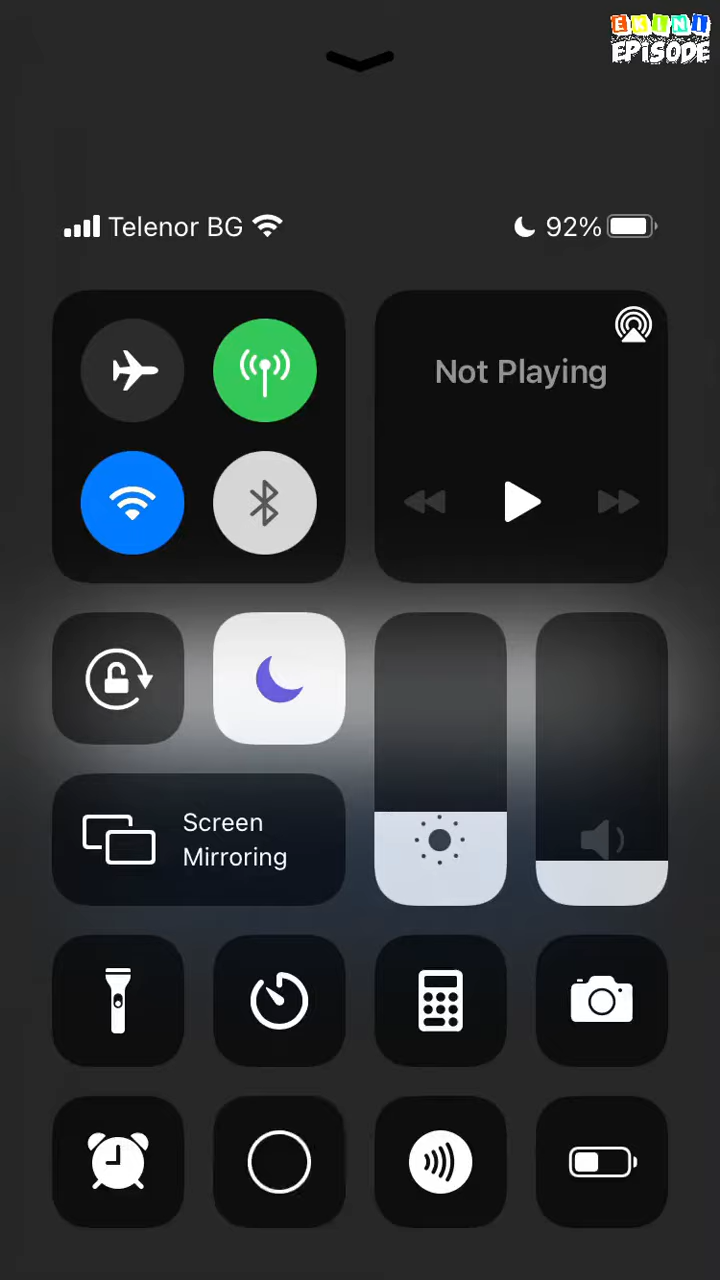 EKINI
EPISODE
Telenor BG
92%
Not Playing
Screen
Mirroring